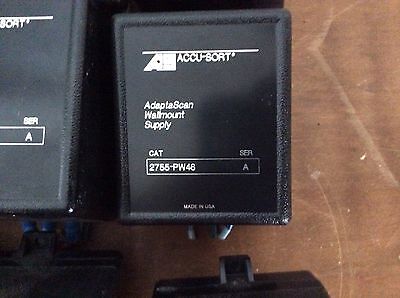 ACCU-SORT®
AdaptaScan
Wallmount
Supply
CAT SER
2755-PW46 A
MADE IN USA
SER
A